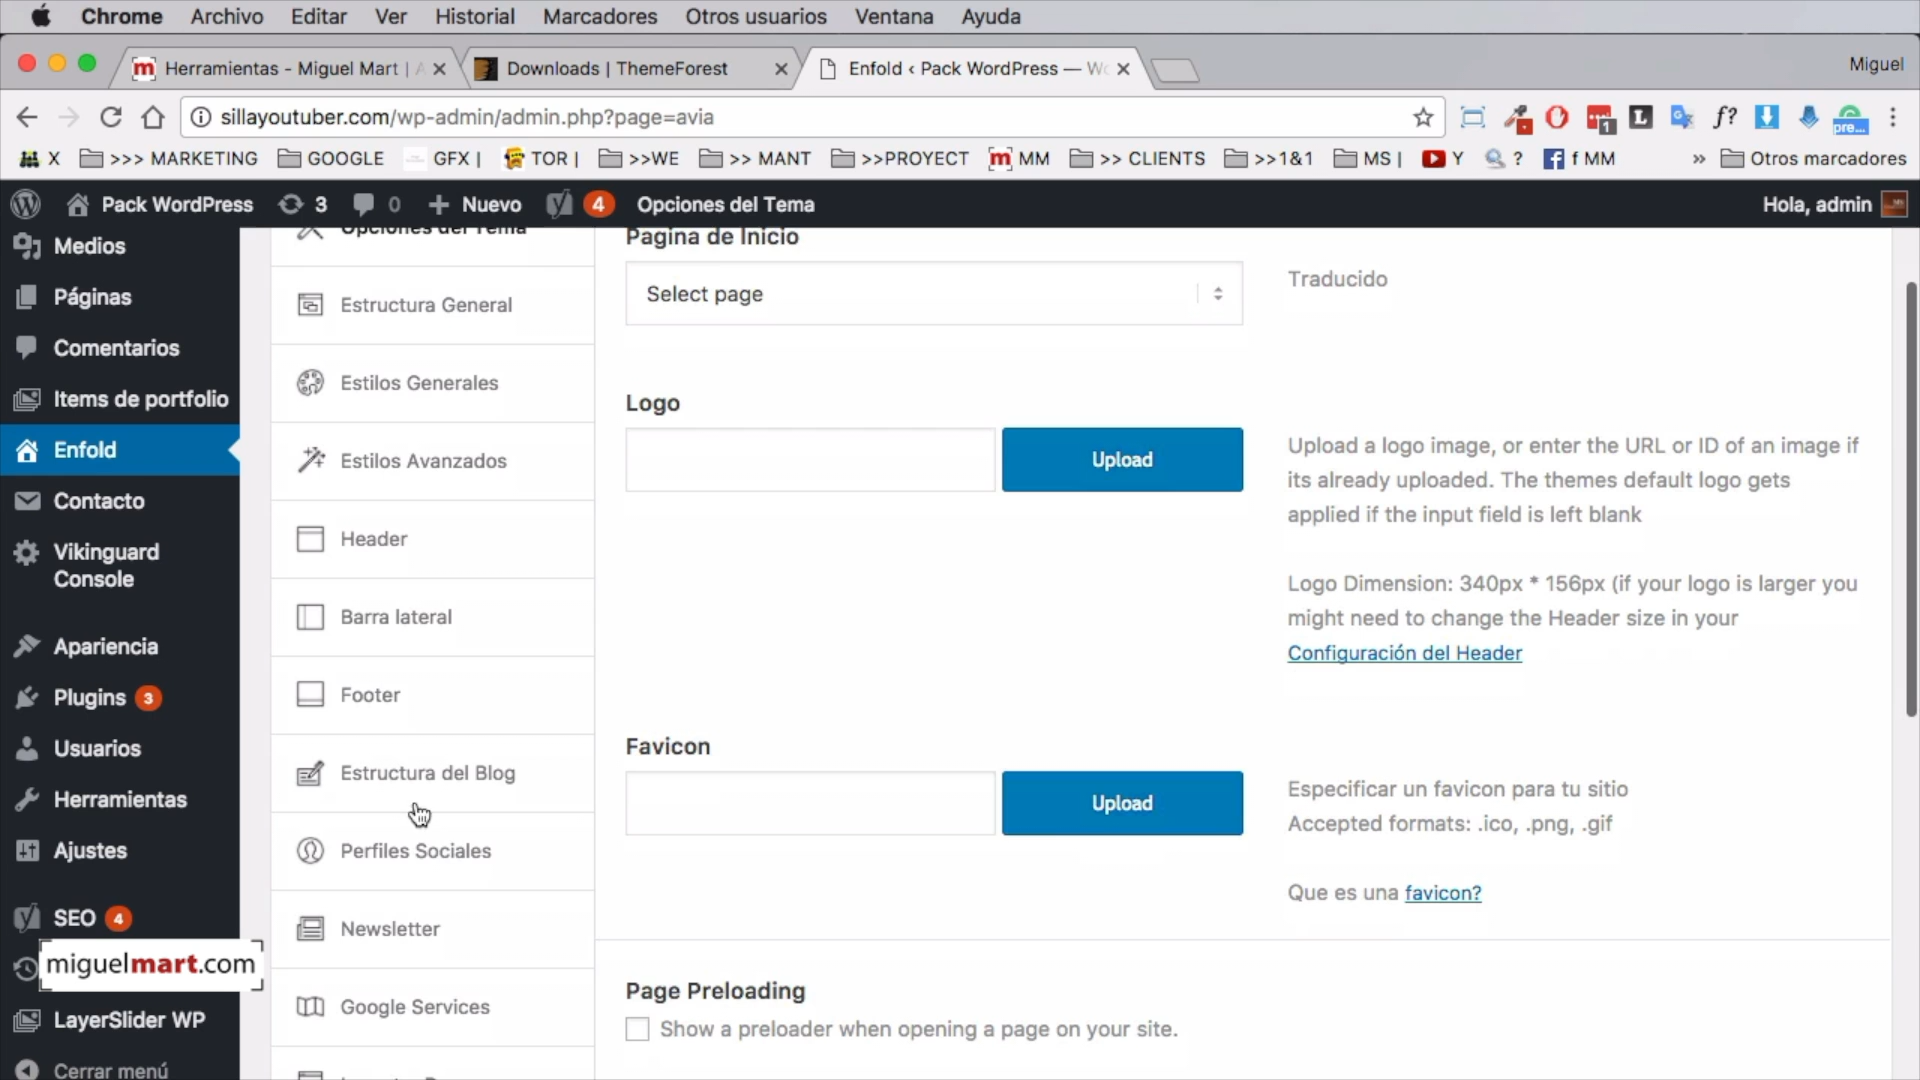 Chrome Archivo Editar Ver Historial Marcadores Otros usuarios Ventana Ayuda
Herramientas - Miguel Mart |
Downloads | ThemeForest
Enfold ‹ Pack WordPress —
Miguel
sillayoutuber.com/wp-admin/admin.php?page=avia
1
L
f?
pre...
X >>> MARKETING GOOGLE GFX | TOR | >>WE >> MANT >>PROYECT MM >> CLIENTS >>1&1 MS | Y ? f MM » Otros marcadores
Pack WordPress 3 0 + Nuevo 4 Opciones del Tema Hola, admin
Medios
Páginas
Comentarios
Items de portfolio
Enfold
Contacto
Vikinguard
Console
Apariencia
Plugins 3
Usuarios
Herramientas
Ajustes
SEO 4
miguelmart.com
LayerSlider WP
Cerrar menú
Opciones del Tema
Estructura General
Estilos Generales
Estilos Avanzados
Header
Barra lateral
Footer
Estructura del Blog
Perfiles Sociales
Newsletter
Google Services
Pagina de Inicio
Select page
Traducido
Logo
Upload
Upload a logo image, or enter the URL or ID of an image if
its already uploaded. The themes default logo gets
applied if the input field is left blank
Logo Dimension: 340px * 156px (if your logo is larger you
might need to change the Header size in your
Configuración del Header
Favicon
Upload
Especificar un favicon para tu sitio
Accepted formats: .ico, .png, .gif
Que es una favicon?
Page Preloading
Show a preloader when opening a page on your site.